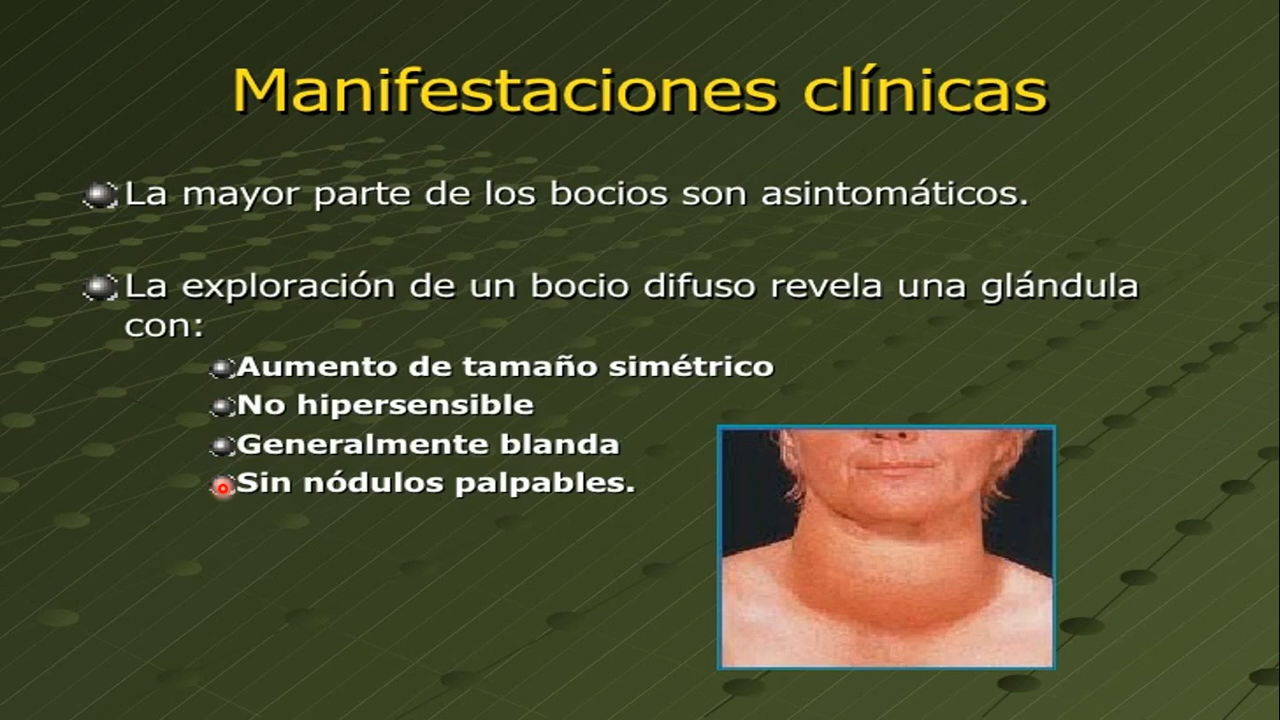 Manifestaciones clínicas
La mayor parte de los bocios son asintomáticos.
La exploración de un bocio difuso revela una glándula
con:
Aumento de tamaño simétrico
No hipersensible
Generalmente blanda
Sin nódulos palpables.